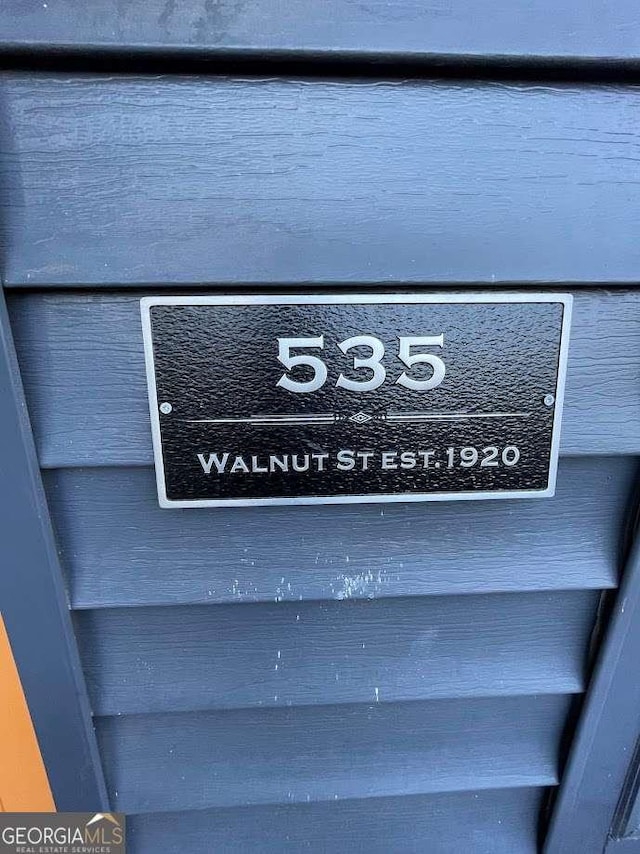 535
WALNUT ST EST. 1920
GEORGIAMLS
REAL ESTATE SERVICES